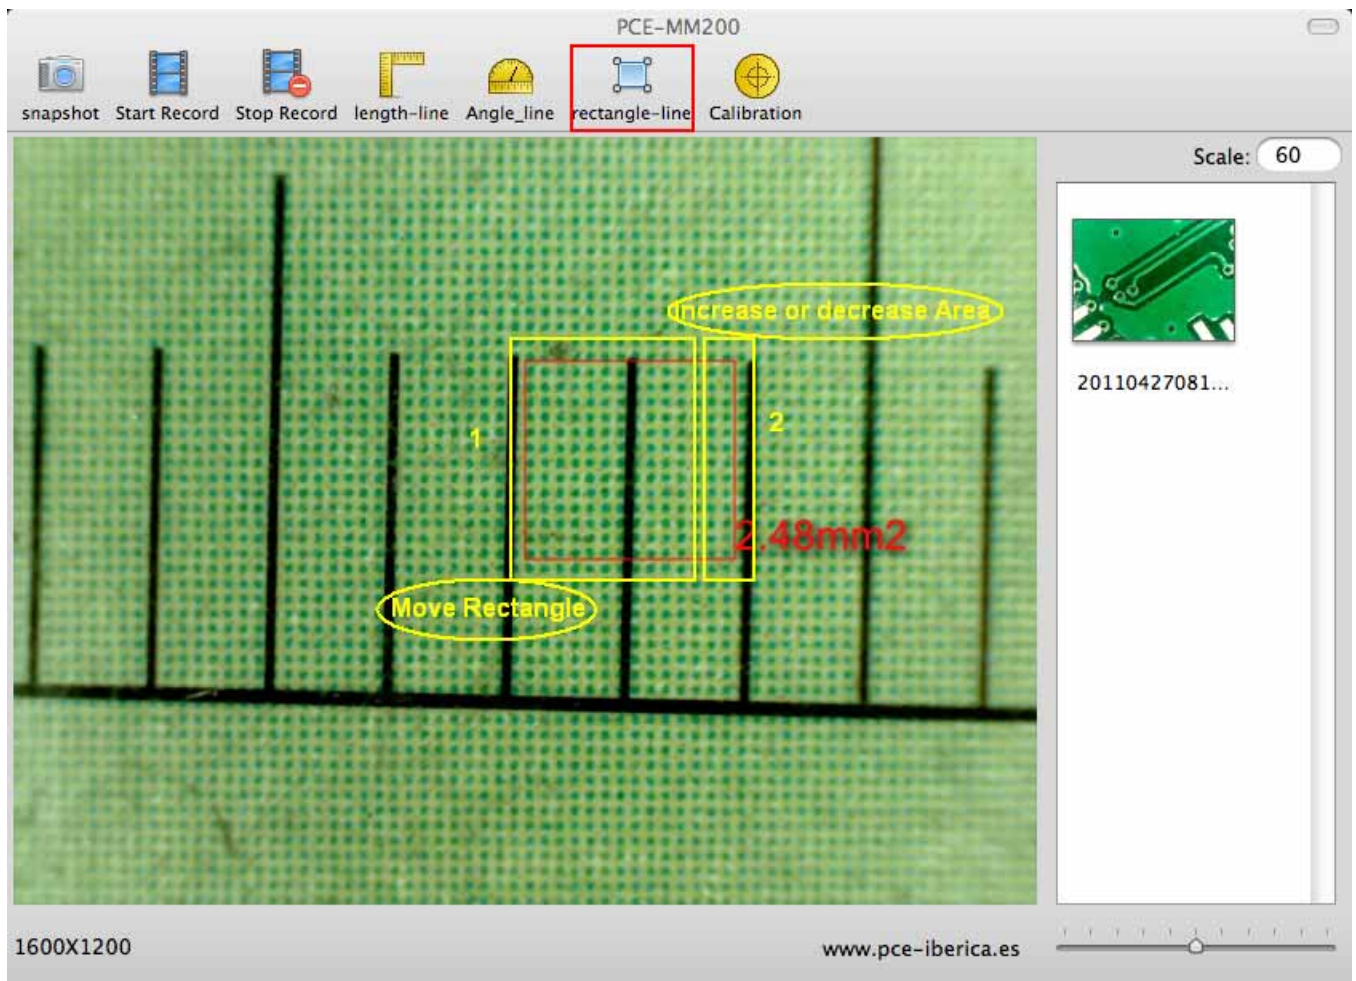 PCE-MM200
snapshot Start Record Stop Record length-line Angle_line rectangle-line Calibration
Scale: 60
Increase or decrease Area
20110427081...
1
2
2.48mm2
Move Rectangle
1600X1200
www.pce-iberica.es